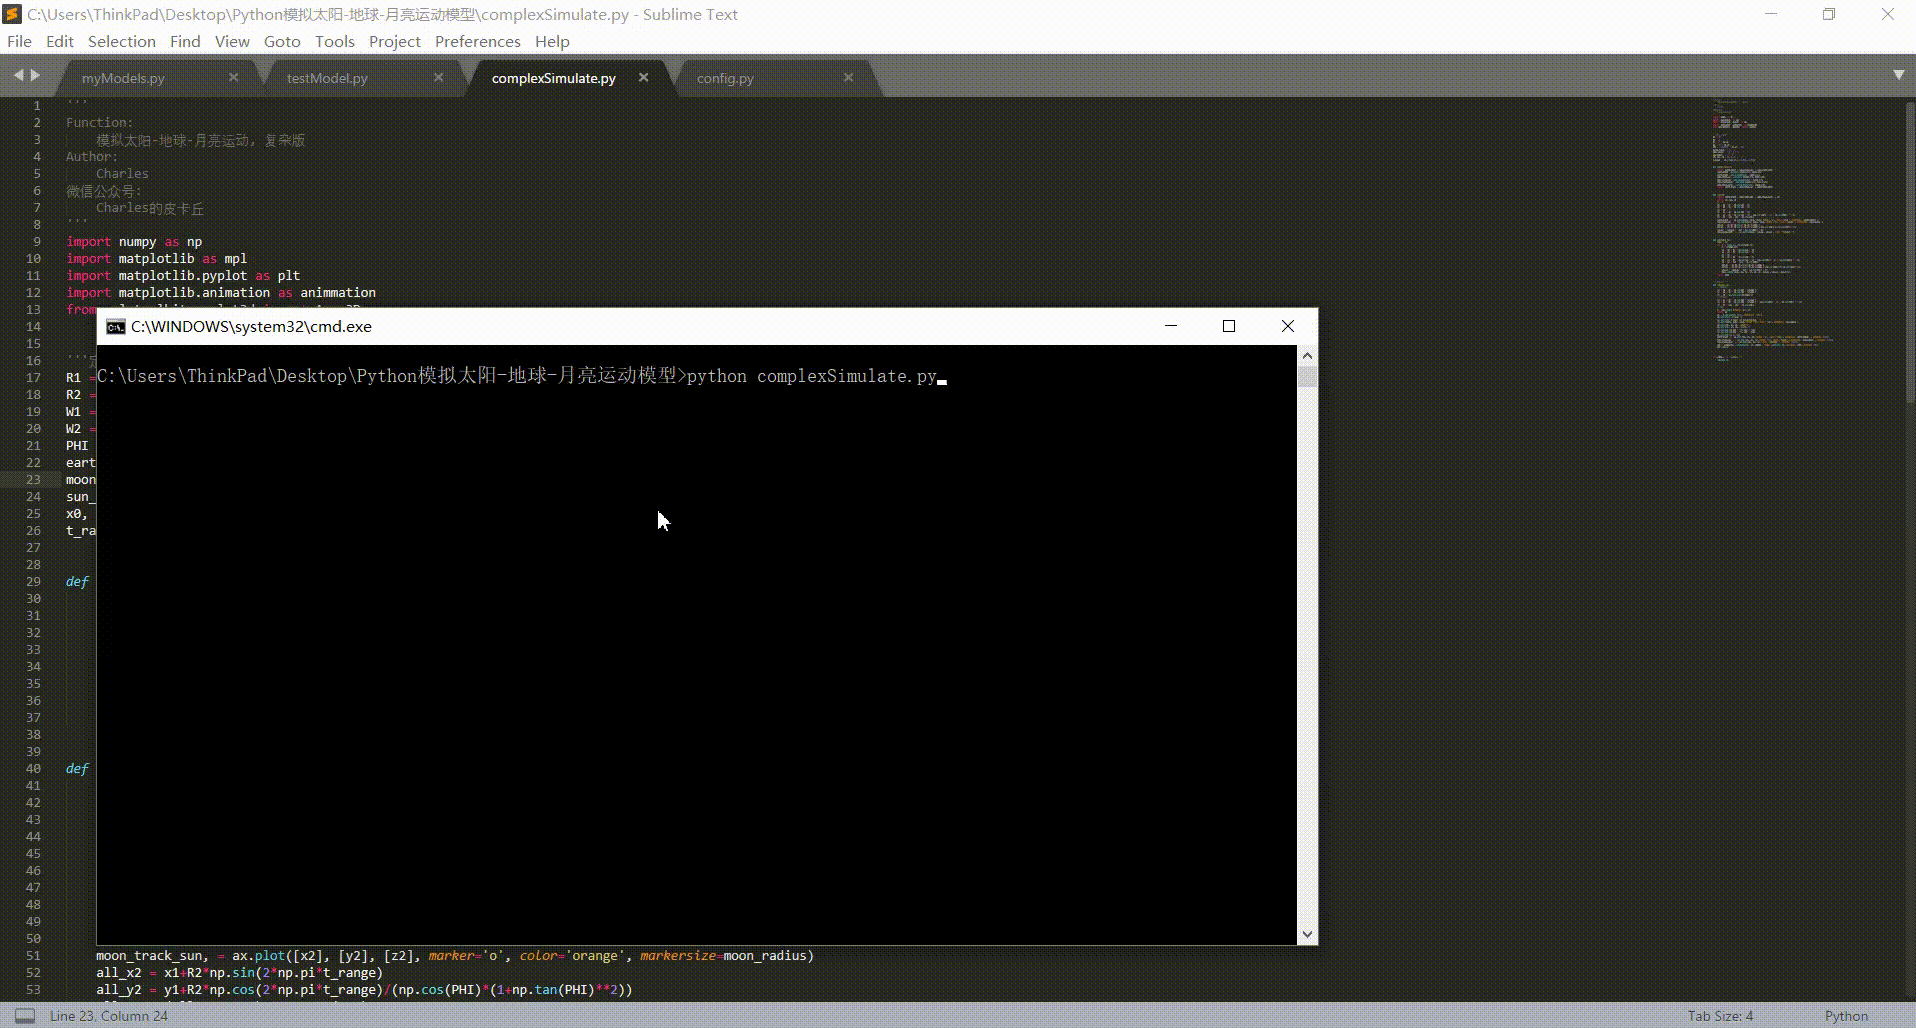 C:\Users\ThinkPad\Desktop\Python模拟太阳-地球-月亮运动模型\complexSimulate.py - Sublime Text
File Edit Selection Find View Goto Tools Project Preferences Help
myModels.py testModel.py complexSimulate.py config.py
1 '''
2 Function:
3 模拟太阳-地球-月亮运动, 复杂版
4 Author:
5 Charles
6 微信公众号:
7 Charles的皮卡丘
8 '''
9 import numpy as np
10 import matplotlib as mpl
11 import matplotlib.pyplot as plt
12 import matplotlib.animation as animmation
13 from
C:\WINDOWS\system32\cmd.exe
14
15
16 '''
17 R1 =
C:\Users\ThinkPad\Desktop\Python模拟太阳-地球-月亮运动模型>python complexSimulate.py
18 R2 =
19 W1 =
20 W2 =
21 PHI
22 eart
23 moon
24 sun_
25 x0,
26 t_ra
27
28
29 def
30
31
32
33
34
35
36
37
38
39
40 def
41
42
43
44
45
46
47
48
49
50
51 moon_track_sun, = ax.plot([x2], [y2], [z2], marker='o', color='orange', markersize=moon_radius)
52 all_x2 = x1+R2*np.sin(2*np.pi*t_range)
53 all_y2 = y1+R2*np.cos(2*np.pi*t_range)/(np.cos(PHI)*(1+np.tan(PHI)**2))
Line 23, Column 24 Tab Size: 4 Python